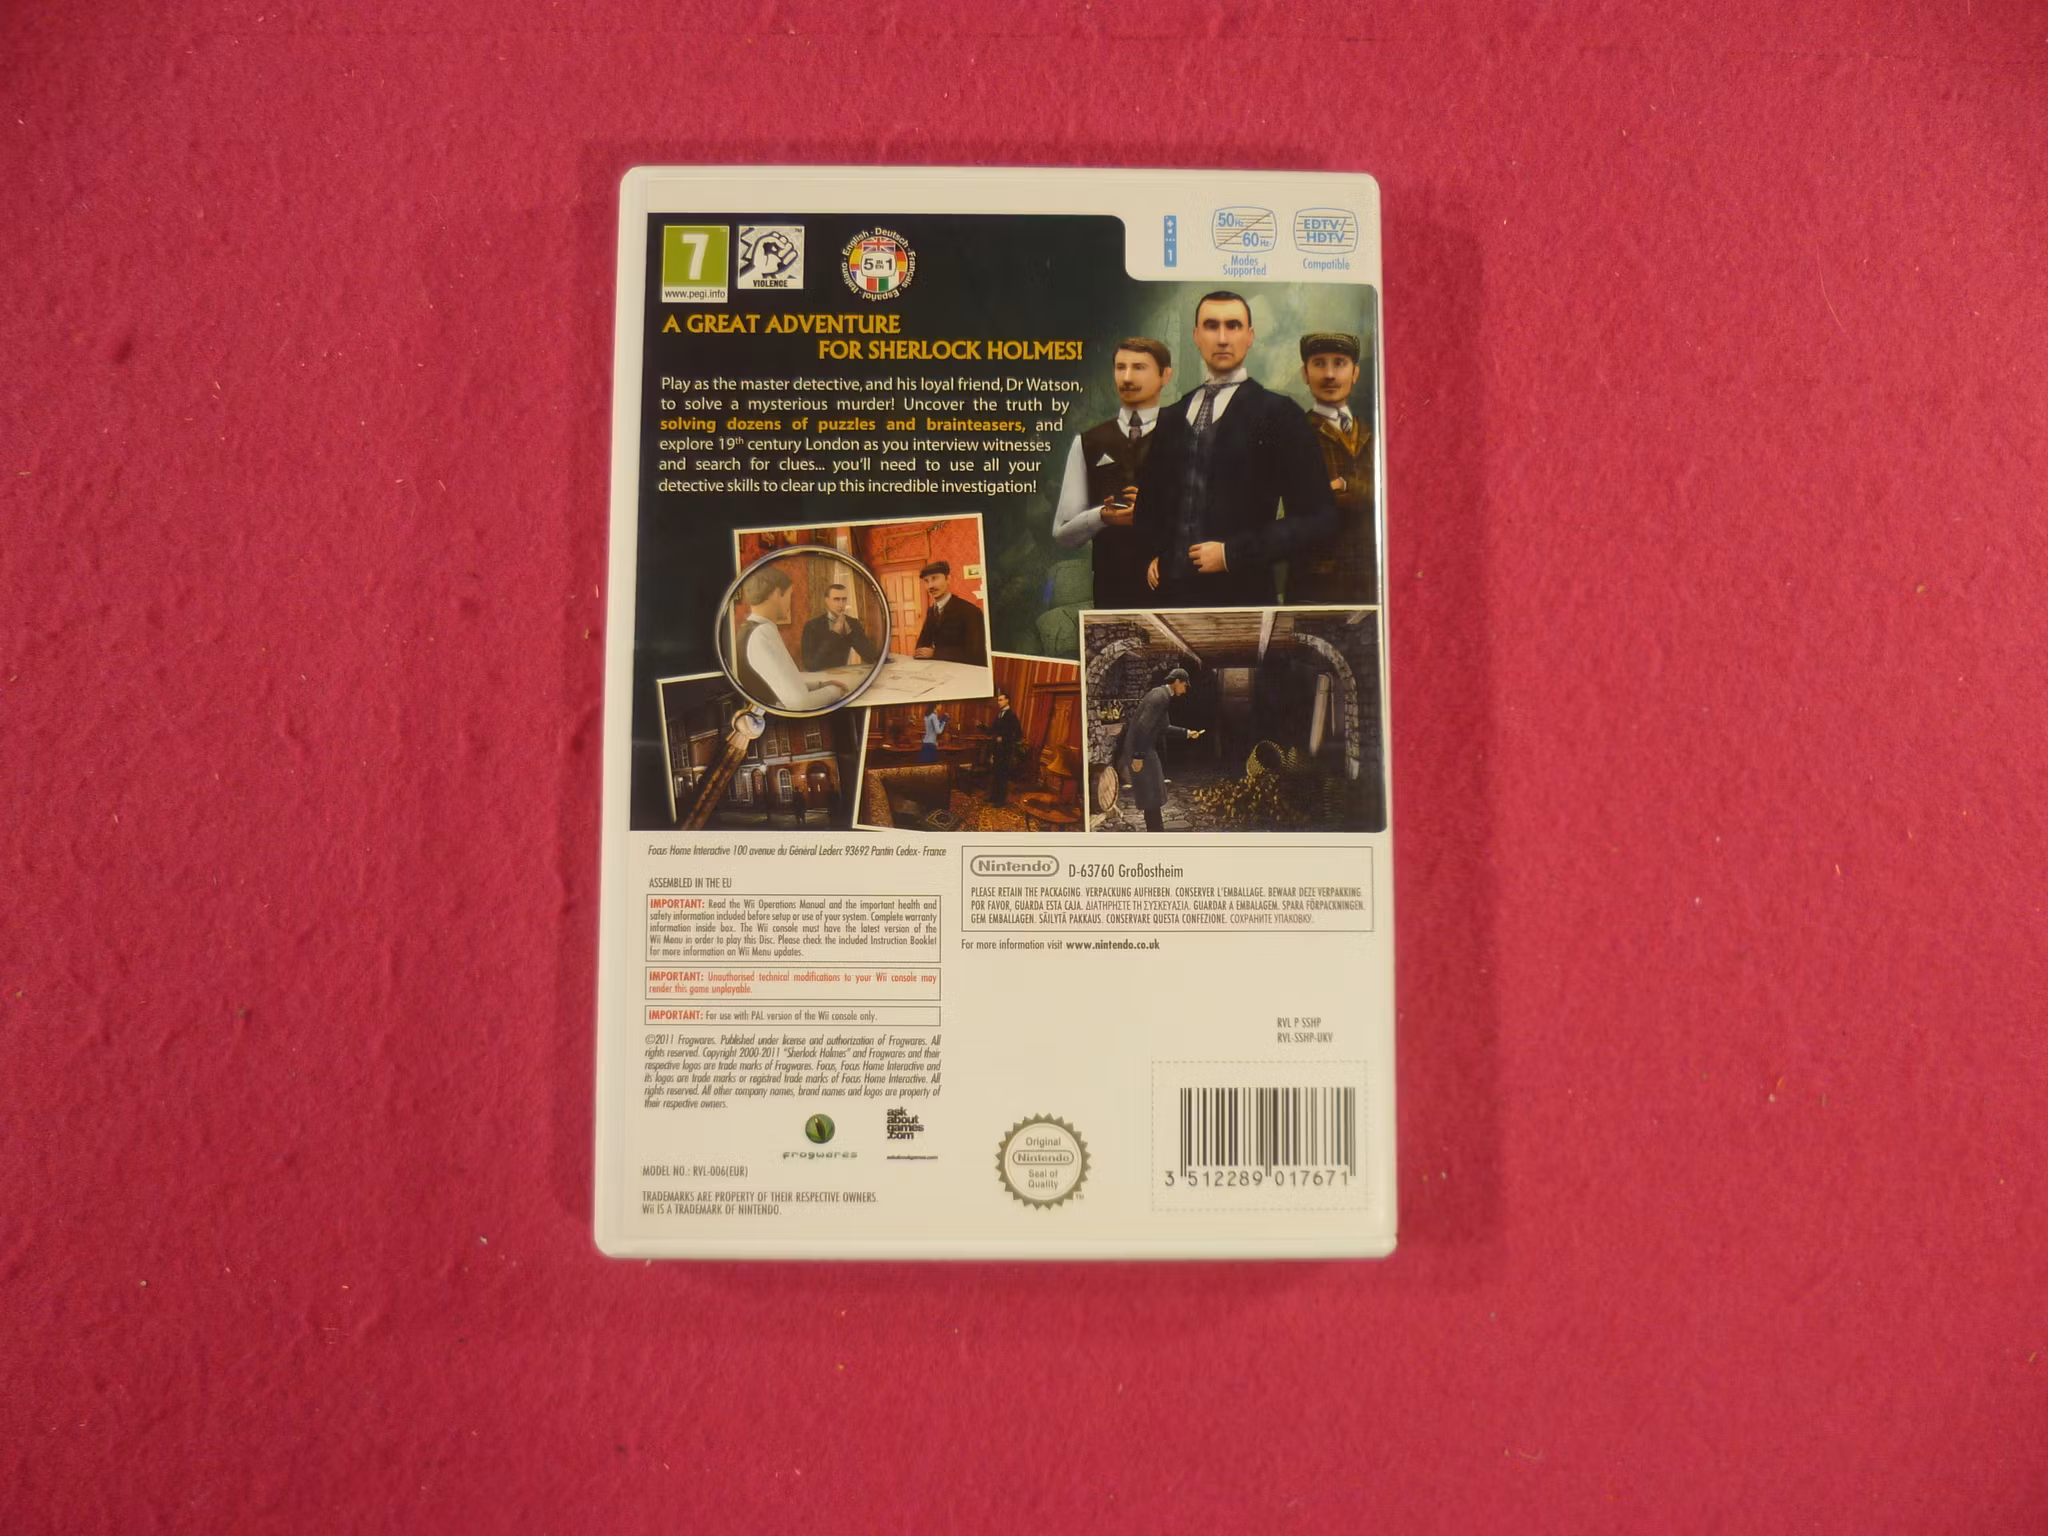 7
www.pegi.info
VIOLENCE
English · Deutsch · Français · Español · Italiano
5 IN EN 1
1
50Hz
60Hz
Modes
Supported
EDTV/
HDTV
Compatible
A GREAT ADVENTURE
FOR SHERLOCK HOLMES!
Play as the master detective, and his loyal friend, Dr Watson,
to solve a mysterious murder! Uncover the truth by
solving dozens of puzzles and brainteasers, and
explore 19th century London as you interview witnesses
and search for clues... you'll need to use all your
detective skills to clear up this incredible investigation!
Focus Home Interactive 100 avenue du Général Leclerc 93692 Pantin Cedex- France
ASSEMBLED IN THE EU
IMPORTANT: Read the Wii Operations Manual and the important health and
safety information included before setup or use of your system. Complete warranty
information inside box. The Wii console must have the latest version of the
Wii Menu in order to play this Disc. Please check the included Instruction Booklet
for more information on Wii Menu updates.
IMPORTANT: Unauthorised technical modifications to your Wii console may
render this game unplayable.
IMPORTANT: For use with PAL version of the Wii console only.
©2011 Frogwares. Published under license and authorization of Frogwares. All
rights reserved. Copyright 2000-2011 "Sherlock Holmes" and Frogwares and their
respective logos are trade marks of Frogwares. Focus, Focus Home Interactive and
its logos are trade marks or registred trade marks of Focus Home Interactive. All
rights reserved. All other company names, brand names and logos are property of
their respective owners.
frogwares
ask
about
games
.com
askaboutgames.com
MODEL NO.: RVL-006(EUR)
TRADEMARKS ARE PROPERTY OF THEIR RESPECTIVE OWNERS.
Wii IS A TRADEMARK OF NINTENDO.
Nintendo® D-63760 Großostheim
PLEASE RETAIN THE PACKAGING. VERPACKUNG AUFHEBEN. CONSERVER L'EMBALLAGE. BEWAAR DEZE VERPAKKING.
POR FAVOR, GUARDA ESTA CAJA. ΔΙΑΤΗΡΗΣΤΕ ΤΗ ΣΥΣΚΕΥΑΣΙΑ. GUARDAR A EMBALAGEM. SPARA FÖRPACKNINGEN.
GEM EMBALLAGEN. SÄILYTÄ PAKKAUS. CONSERVARE QUESTA CONFEZIONE. СОХРАНИТЕ УПАКОВКУ.
For more information visit www.nintendo.co.uk
RVL P SSHP
RVL-SSHP-UKV
Original
Nintendo
Seal of
Quality
TM
3 512289 017671